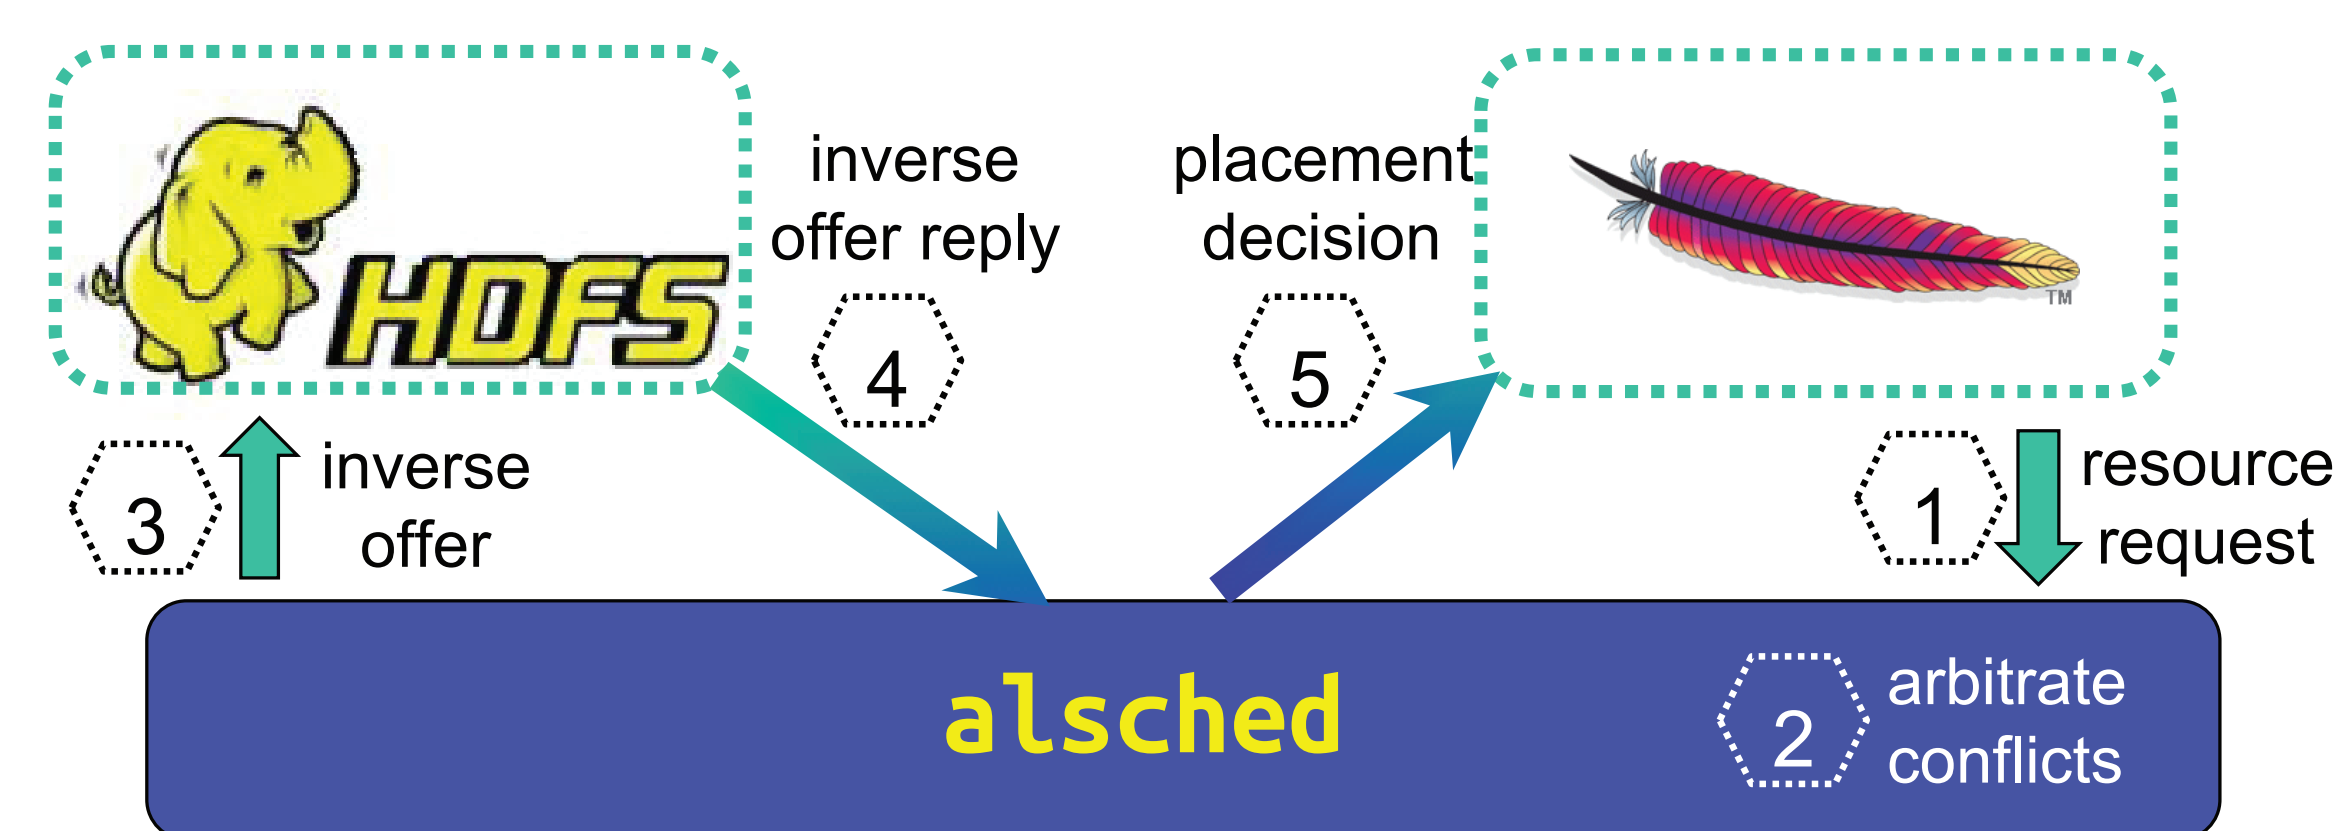 HDFS
inverse
offer reply
4
placement
decision
5
TM
3
inverse
offer
1
resource
request
alsched
2
arbitrate
conflicts